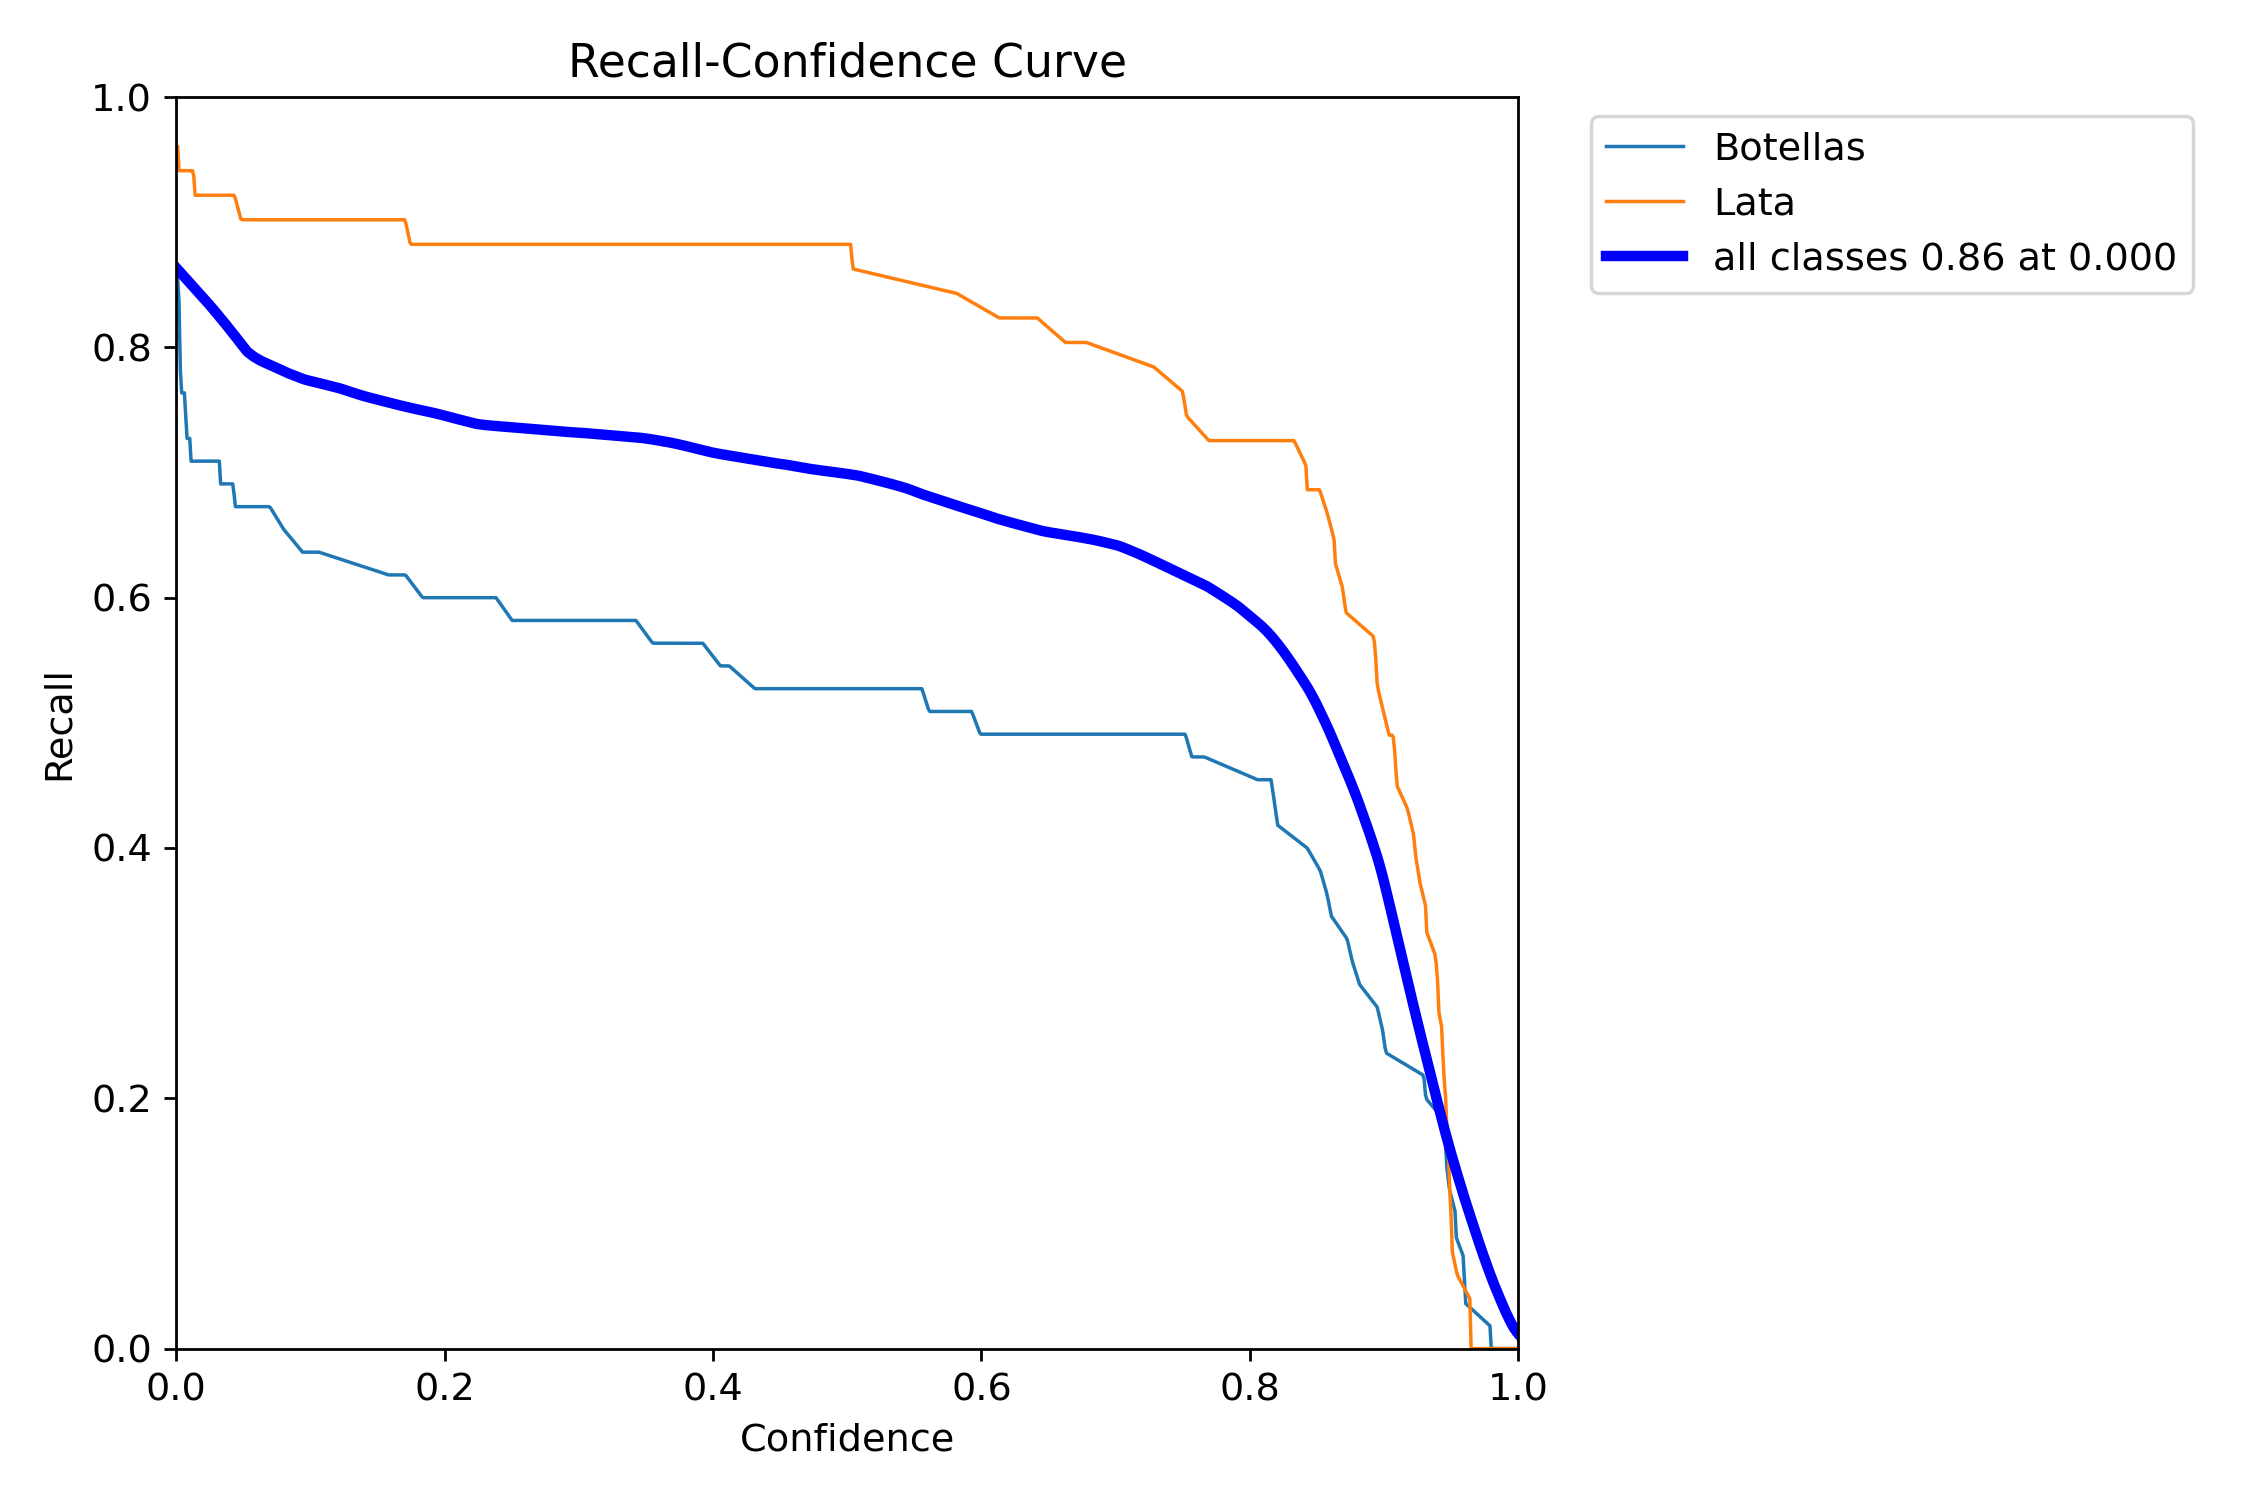 Recall-Confidence Curve
1.0
0.8
0.6
0.4
0.2
0.0
Recall
0.0 0.2 0.4 0.6 0.8 1.0
Confidence
Botellas
Lata
all classes 0.86 at 0.000